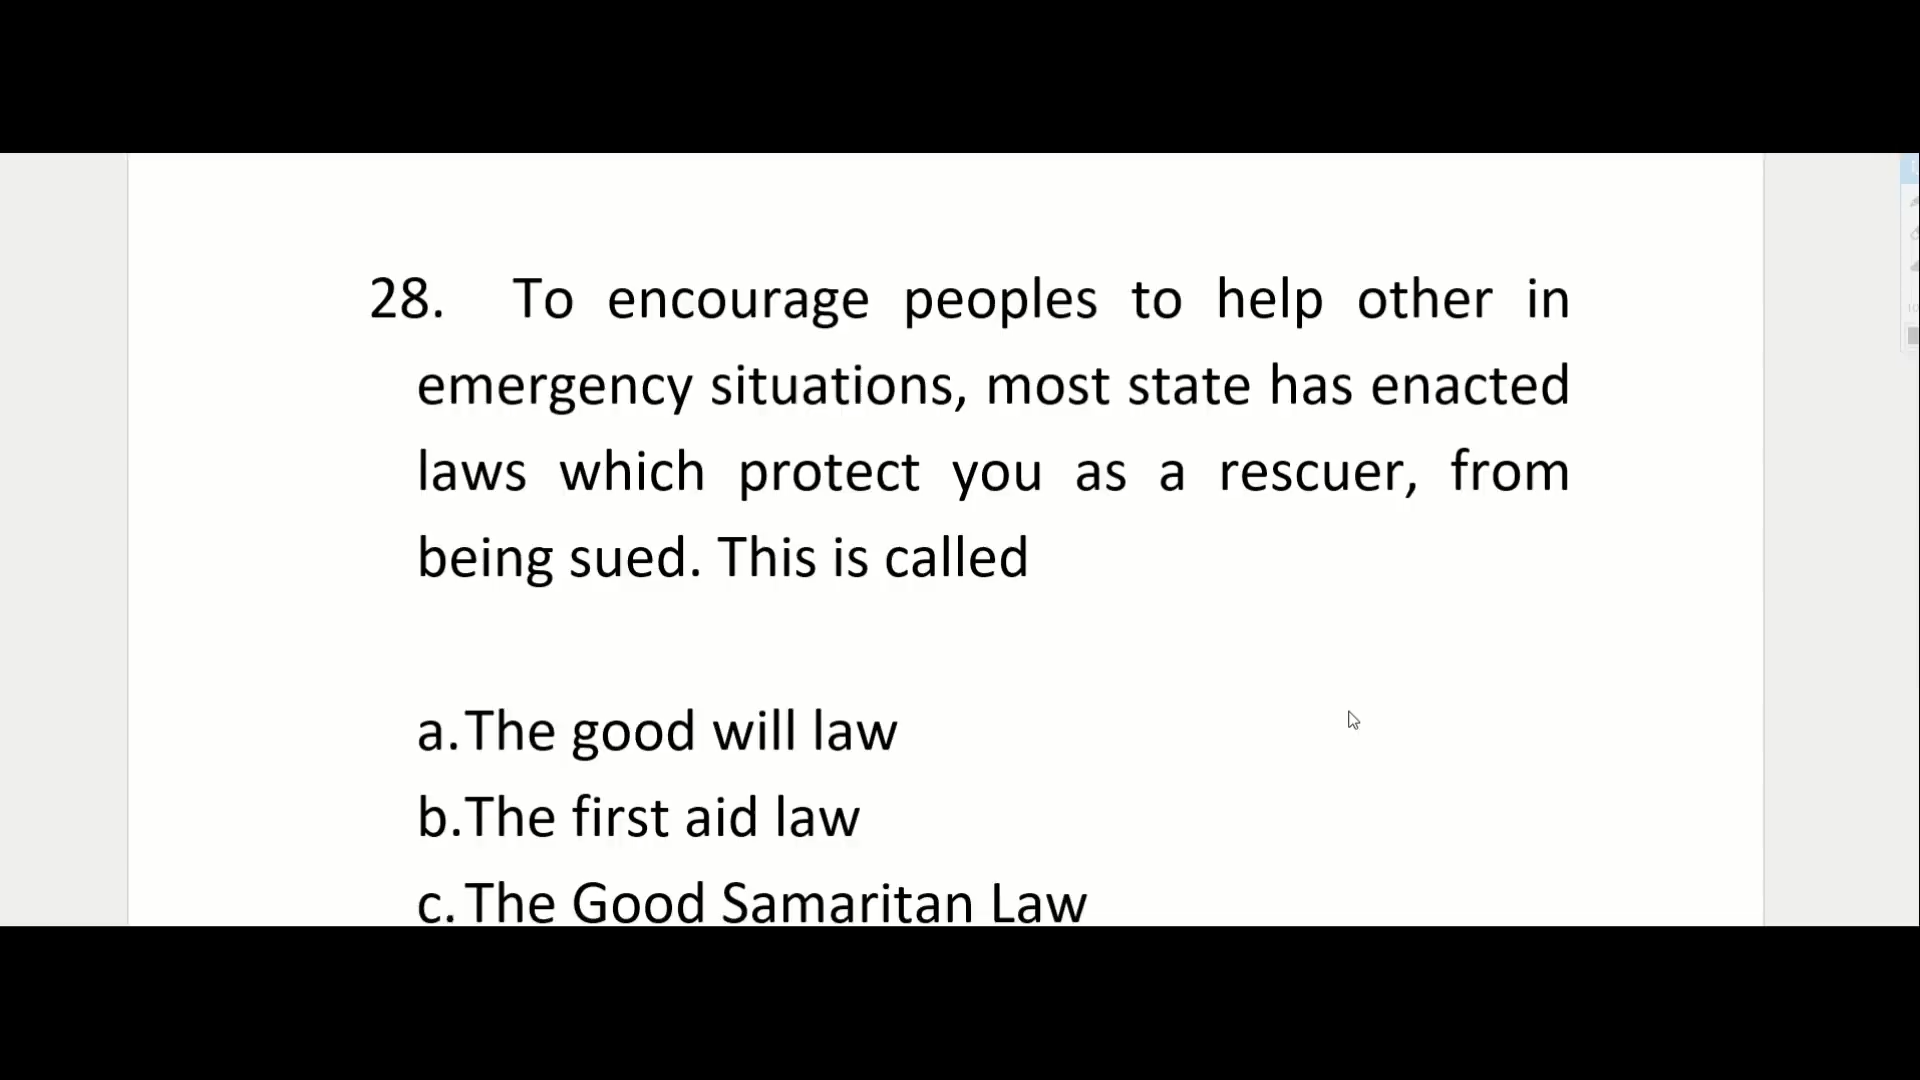 28. To encourage peoples to help other in
emergency situations, most state has enacted
laws which protect you as a rescuer, from
being sued. This is called
a. The good will law
b. The first aid law
c. The Good Samaritan Law